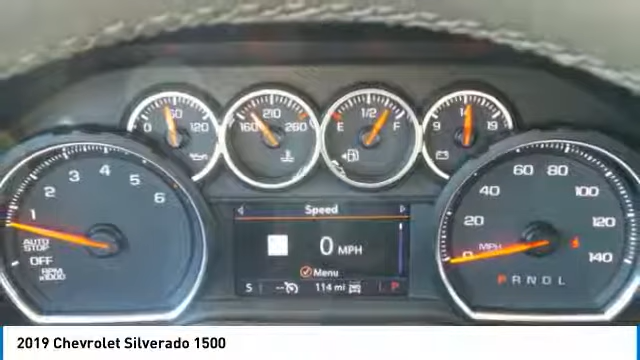 0 60 120
160 210 260
E 1/2 F
9 14 19
1 2 3 4 5 6
AUTO STOP
OFF
RPM x1000
Speed
0 MPH
Menu
S -- 114 mi L P
0 20 40 60 80 100 120 140
MPH
P R N D L
2019 Chevrolet Silverado 1500